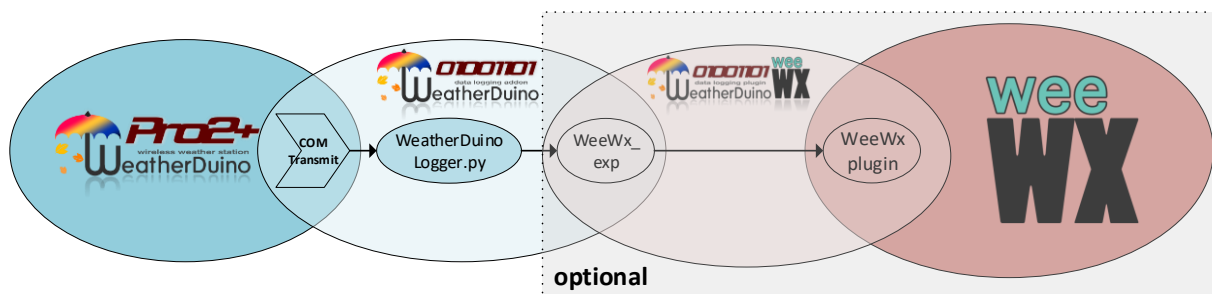 Pro2+
wireless weather station
WeatherDuino
COM
Transmit
01001101
data logging addon
WeatherDuino
WeatherDuino
Logger.py
WeeWx_
exp
01001101
data logging plugin
WeatherDuino
wee
WX
WeeWx
plugin
wee
WX
optional